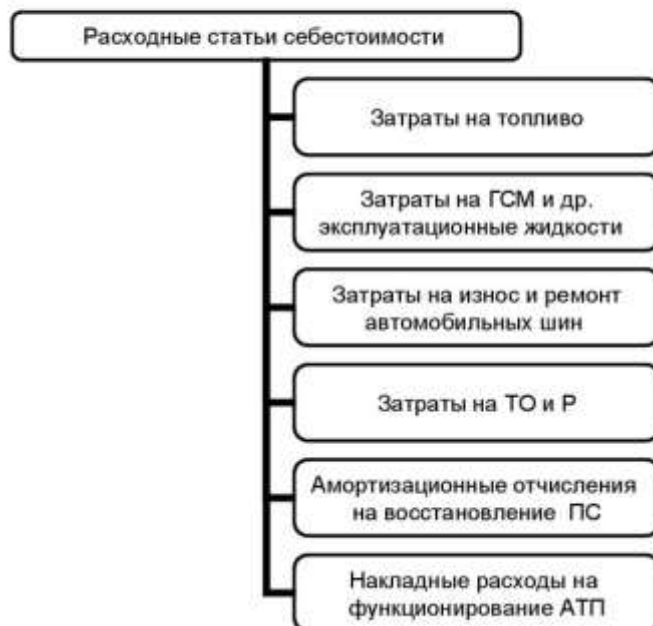 Расходные статьи себестоимости
Затраты на топливо
Затраты на ГСМ и др.
эксплуатационные жидкости
Затраты на износ и ремонт
автомобильных шин
Затраты на ТО и Р
Амортизационные отчисления
на восстановление ПС
Накладные расходы на
функционирование АТП